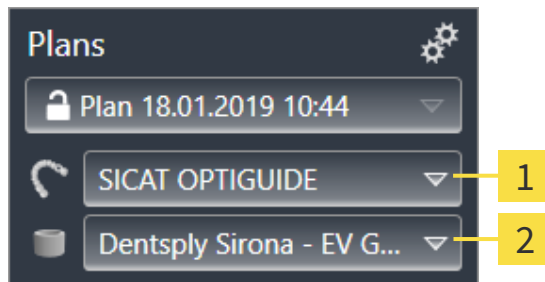 Plans
Plan 18.01.2019 10:44
SICAT OPTIGUIDE
1
Dentsply Sirona - EV G...
2